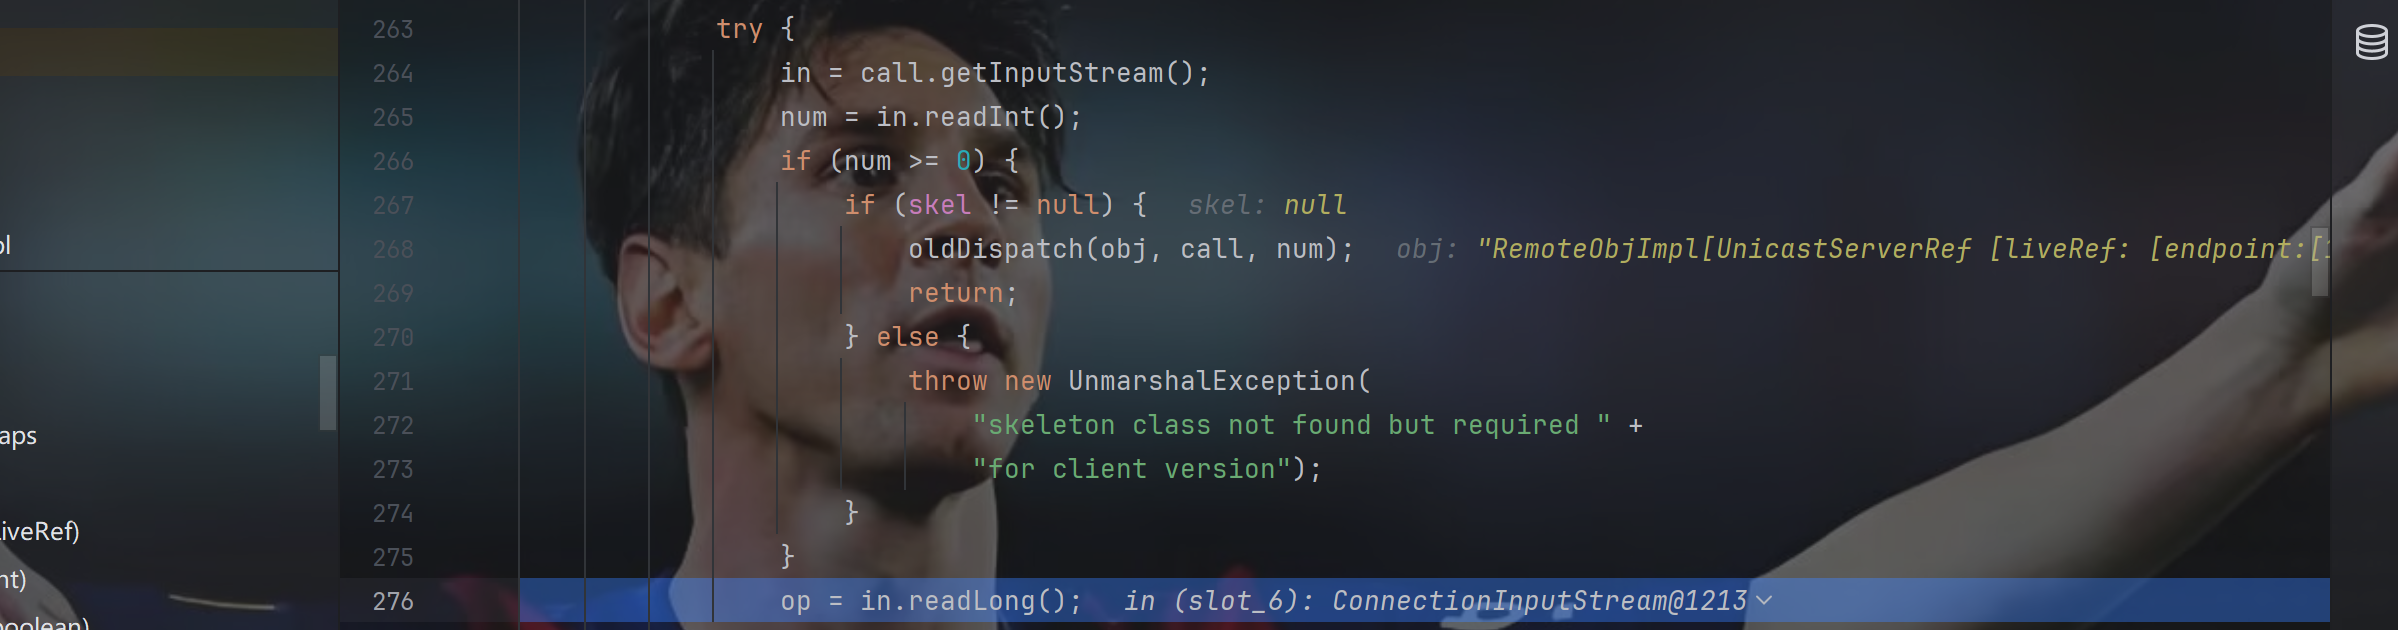 263 try {
264 in = call.getInputStream();
265 num = in.readInt();
266 if (num >= 0) {
267 if (skel != null) { skel: null
ol
268 oldDispatch(obj, call, num); obj: "RemoteObjImpl[UnicastServerRef [liveRef: [endpoint:[1
269 return;
270 } else {
271 throw new UnmarshalException(
272 "skeleton class not found but required " +
aps
273 "for client version");
274 }
iveRef)
275 }
nt)
276 op = in.readLong(); in (slot_6): ConnectionInputStream@1213
boolean)